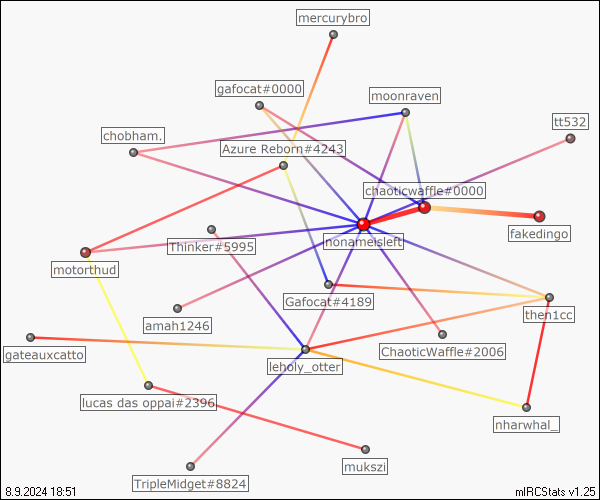 mercurybro
gafocat#0000
moonraven
tt532
chobham.
Azure Reborn#4243
chaoticwaffle#0000
fakedingo
Thinker#5995
nonameisleft
motorthud
Gafocat#4189
then1cc
amah1246
ChaoticWaffle#2006
gateauxcatto
leholy_otter
lucas das oppai#2396
nharwhal_
mukszi
TripleMidget#8824
8.9.2024 18:51
mIRCStats v1.25